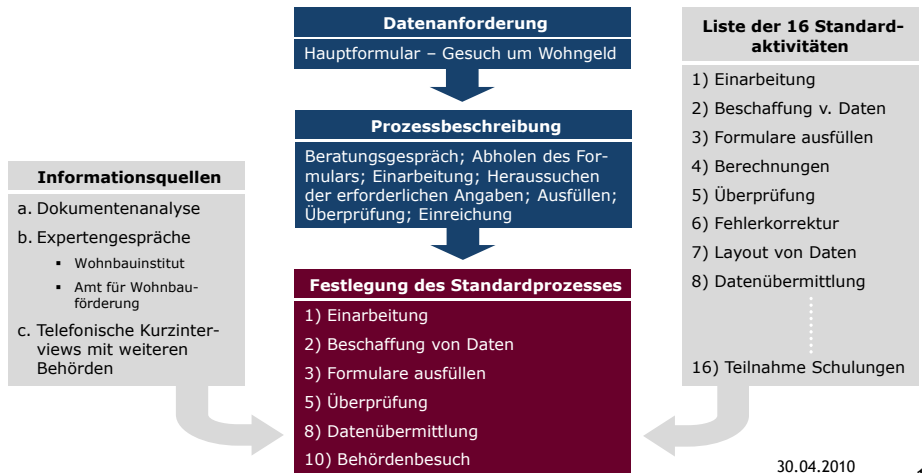 Datenanforderung
Hauptformular – Gesuch um Wohngeld
Prozessbeschreibung
Beratungsgespräch; Abholen des For-
mulars; Einarbeitung; Heraussuchen
der erforderlichen Angaben; Ausfüllen;
Überprüfung; Einreichung
Informationsquellen
a. Dokumentenanalyse
b. Expertengespräche
▪ Wohnbauinstitut
▪ Amt für Wohnbau-
förderung
c. Telefonische Kurzinter-
views mit weiteren
Behörden
Festlegung des Standardprozesses
1) Einarbeitung
2) Beschaffung von Daten
3) Formulare ausfüllen
5) Überprüfung
8) Datenübermittlung
10) Behördenbesuch
Liste der 16 Standard-
aktivitäten
1) Einarbeitung
2) Beschaffung v. Daten
3) Formulare ausfüllen
4) Berechnungen
5) Überprüfung
6) Fehlerkorrektur
7) Layout von Daten
8) Datenübermittlung
16) Teilnahme Schulungen
30.04.2010